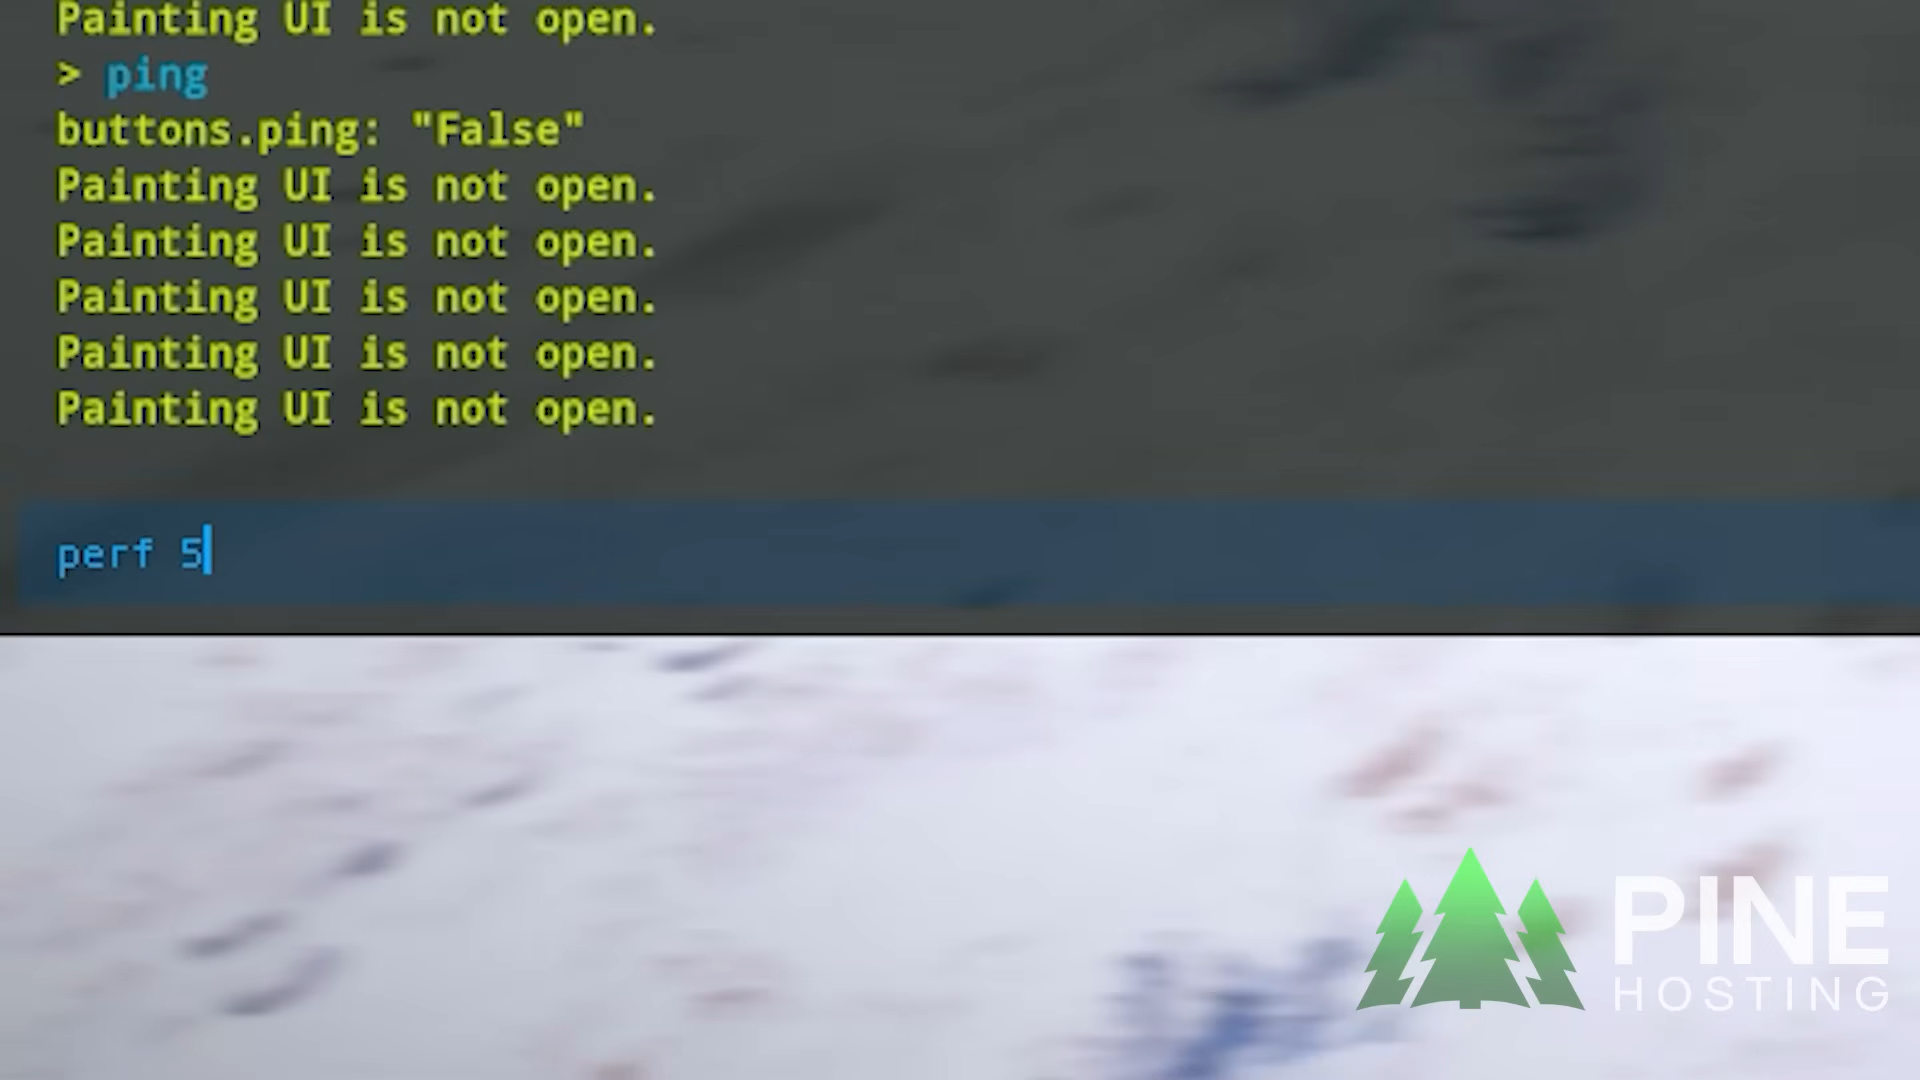 Painting UI is not open.
> ping
buttons.ping: "False"
Painting UI is not open.
Painting UI is not open.
Painting UI is not open.
Painting UI is not open.
Painting UI is not open.
perf 5
PINE
HOSTING